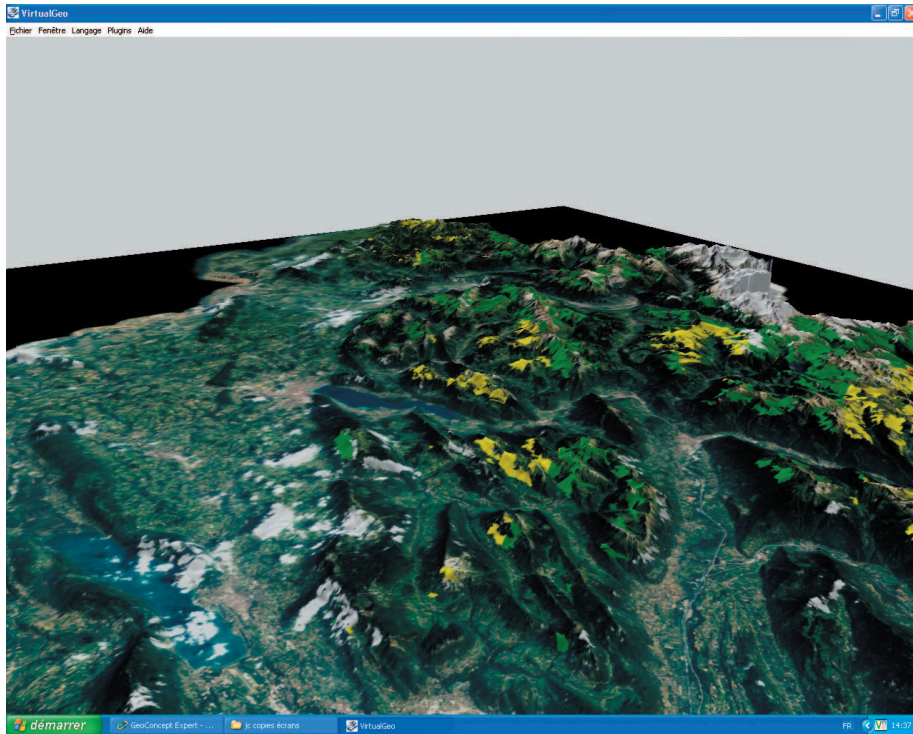 VirtualGeo
Fichier Fenêtre Langage Plugins Aide
démarrer GeoConcept Expert - ... jc copies écrans VirtualGeo FR 14:37